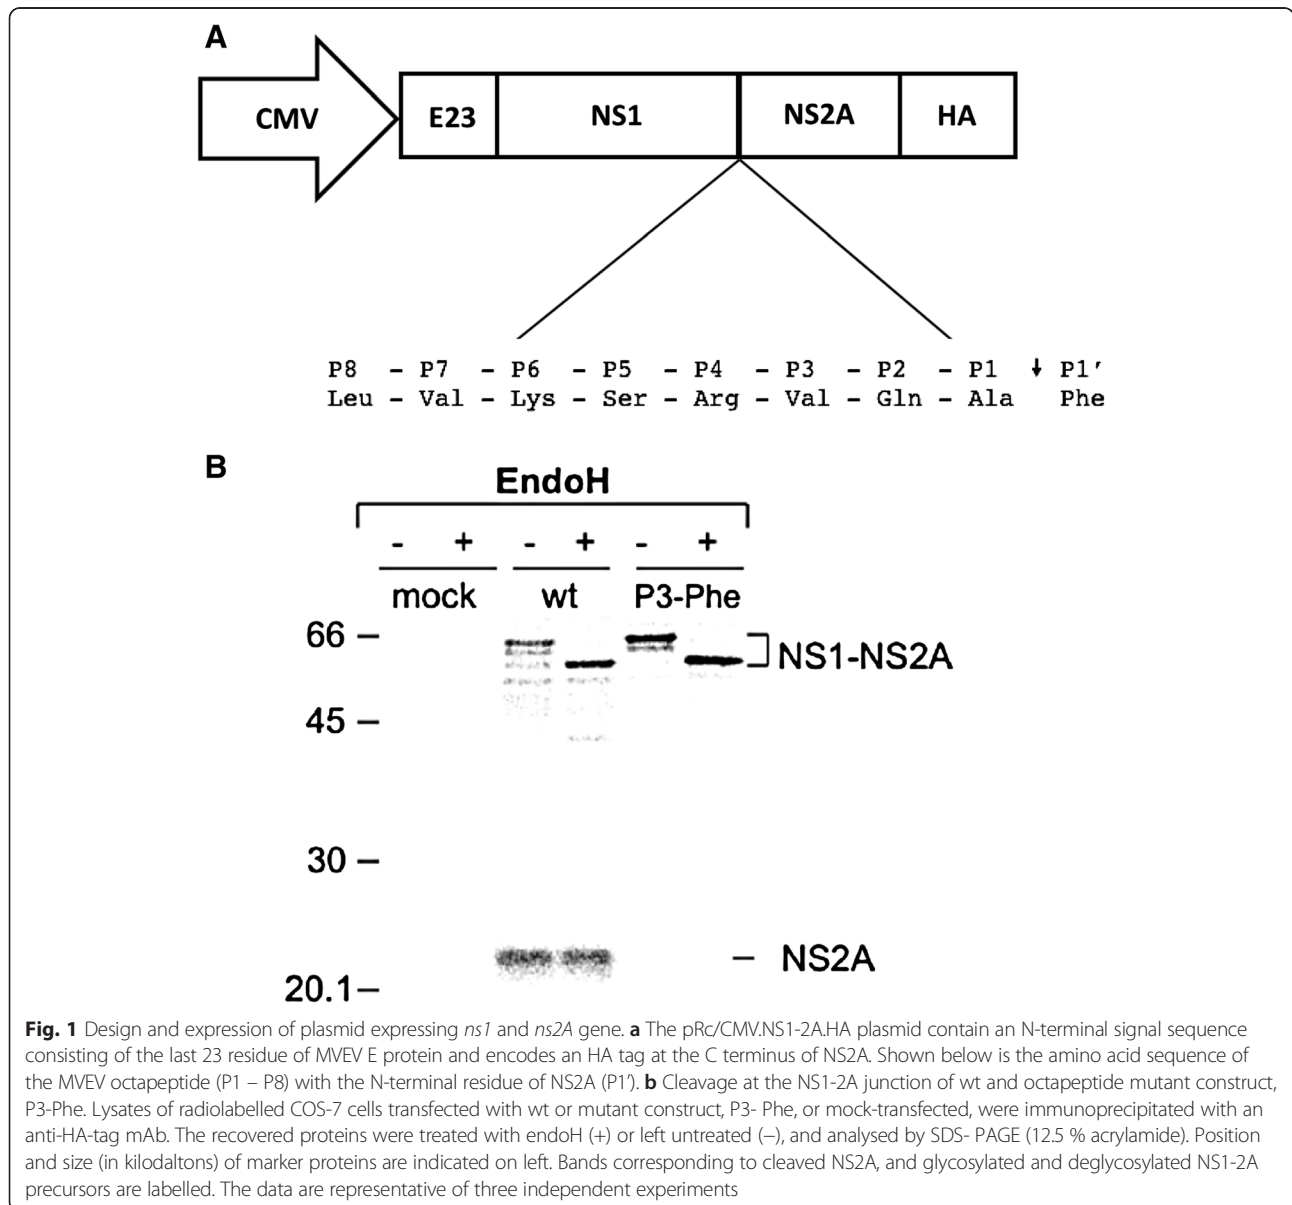 A
CMV E23 NS1 NS2A HA
P8 – P7 – P6 – P5 – P4 – P3 – P2 – P1 ↓ P1′
Leu – Val – Lys – Ser – Arg – Val – Gln – Ala Phe
B
EndoH
- + - + - +
mock wt P3-Phe
66 –
NS1-NS2A
45 –
30 –
– NS2A
20.1 –
Fig. 1 Design and expression of plasmid expressing ns1 and ns2A gene. a The pRc/CMV.NS1-2A.HA plasmid contain an N-terminal signal sequence
consisting of the last 23 residue of MVEV E protein and encodes an HA tag at the C terminus of NS2A. Shown below is the amino acid sequence of
the MVEV octapeptide (P1 – P8) with the N-terminal residue of NS2A (P1′). b Cleavage at the NS1-2A junction of wt and octapeptide mutant construct,
P3-Phe. Lysates of radiolabelled COS-7 cells transfected with wt or mutant construct, P3- Phe, or mock-transfected, were immunoprecipitated with an
anti-HA-tag mAb. The recovered proteins were treated with endoH (+) or left untreated (−), and analysed by SDS- PAGE (12.5 % acrylamide). Position
and size (in kilodaltons) of marker proteins are indicated on left. Bands corresponding to cleaved NS2A, and glycosylated and deglycosylated NS1-2A
precursors are labelled. The data are representative of three independent experiments